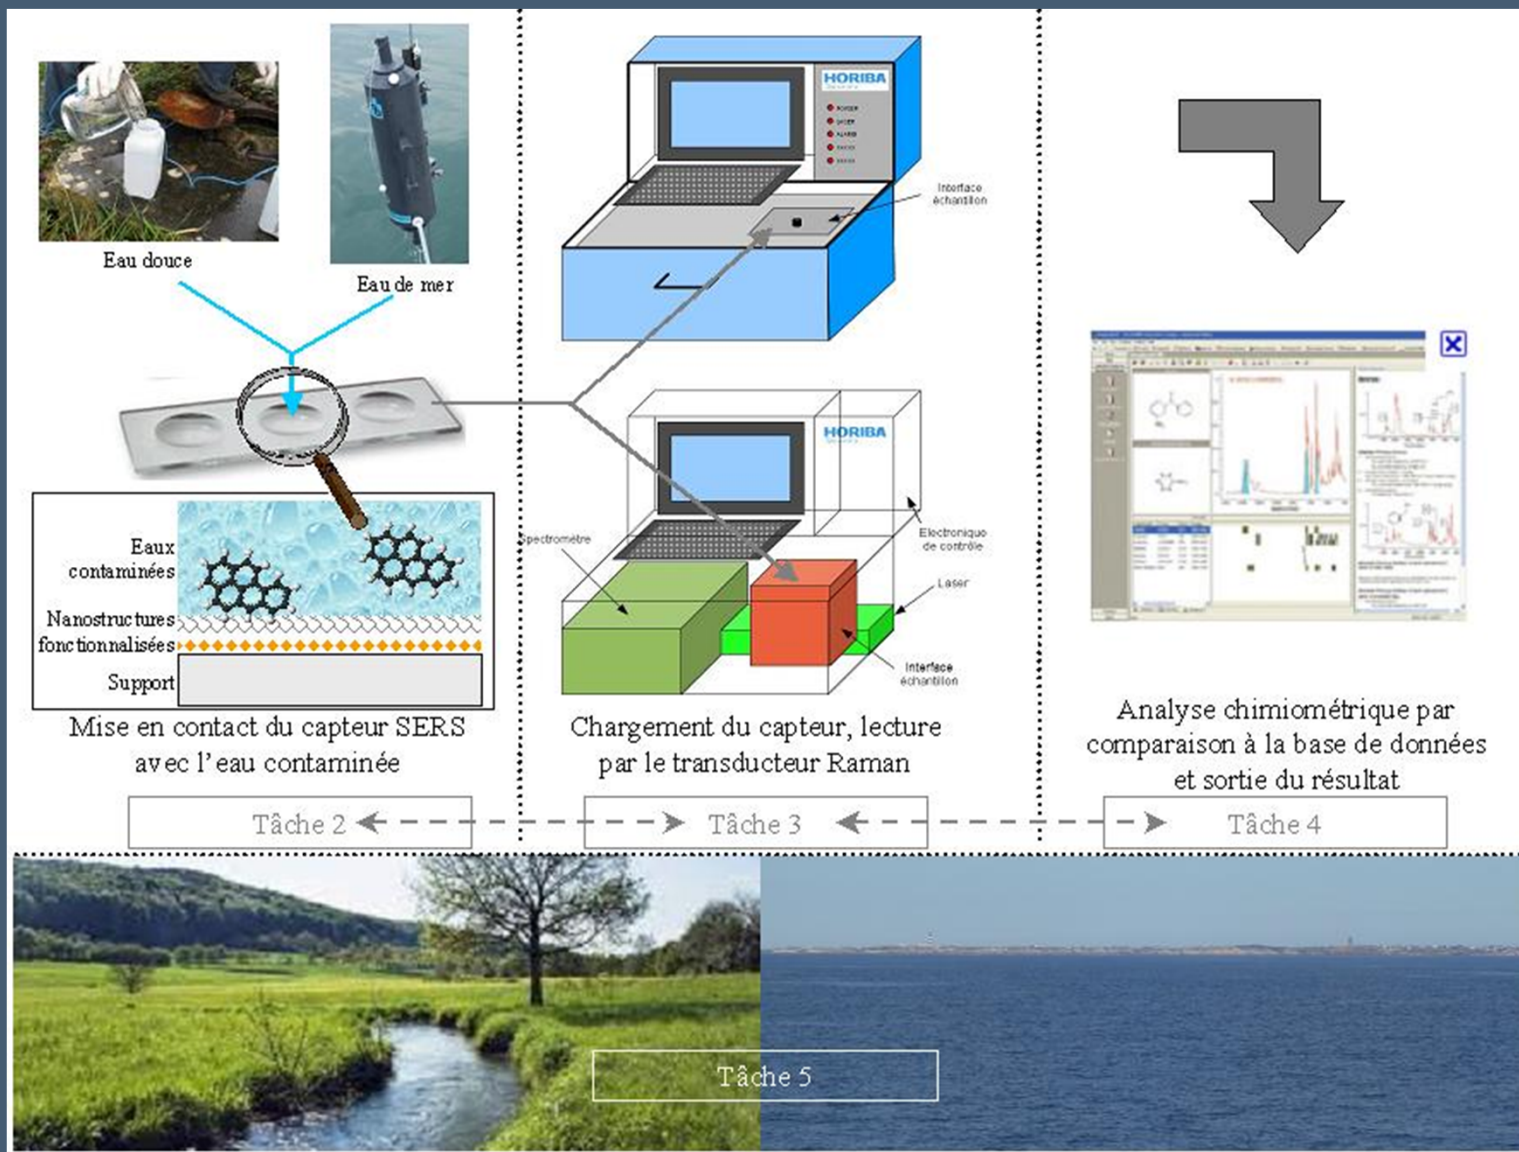 Eau douce
Eau de mer
Eaux
contaminées
Nanostructures
fonctionnalisées
Support
Mise en contact du capteur SERS
avec l'eau contaminée
Tâche 2
HORIBA
POWER
LASER
ALARM
Interface
échantillon
HORIBA
Spectromètre
Electronique
de contrôle
Laser
Interface
échantillon
Chargement du capteur, lecture
par le transducteur Raman
Tâche 3
Analyse chimiométrique par
comparaison à la base de données
et sortie du résultat
Tâche 4
Tâche 5